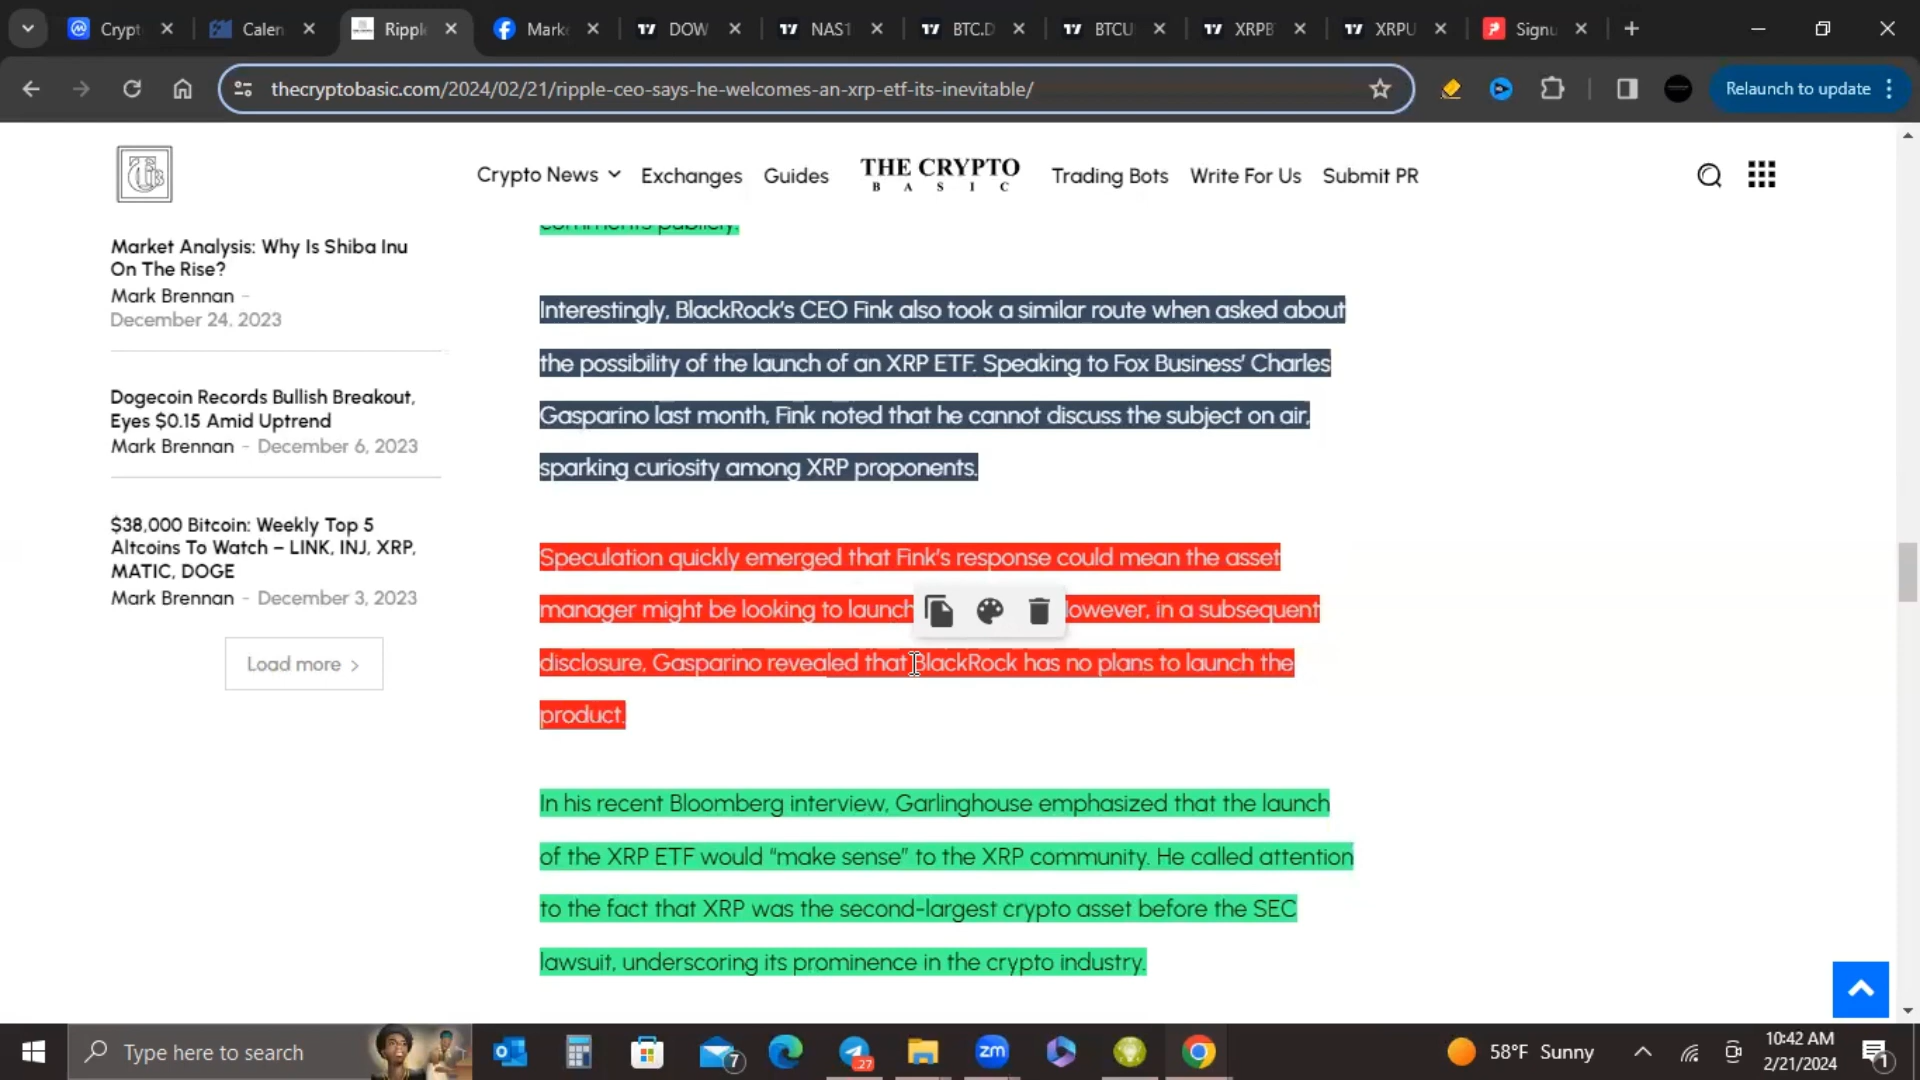 Crypt
Calen
Ripple
Mark
DOW
NAS1
BTC.D
BTCU
XRPB
XRPU
Signu
thecryptobasic.com/2024/02/21/ripple-ceo-says-he-welcomes-an-xrp-etf-its-inevitable/
Relaunch to update
Crypto News
Exchanges
Guides
THE CRYPTO
BASIC
Trading Bots
Write For Us
Submit PR
Market Analysis: Why Is Shiba Inu
On The Rise?
Mark Brennan –
December 24, 2023
Dogecoin Records Bullish Breakout,
Eyes $0.15 Amid Uptrend
Mark Brennan – December 6, 2023
$38,000 Bitcoin: Weekly Top 5
Altcoins To Watch – LINK, INJ, XRP,
MATIC, DOGE
Mark Brennan – December 3, 2023
Load more
comments publicly.
Interestingly, BlackRock's CEO Fink also took a similar route when asked about
the possibility of the launch of an XRP ETF. Speaking to Fox Business' Charles
Gasparino last month, Fink noted that he cannot discuss the subject on air,
sparking curiosity among XRP proponents.
Speculation quickly emerged that Fink's response could mean the asset
manager might be looking to launch owever, in a subsequent
disclosure, Gasparino revealed that BlackRock has no plans to launch the
product.
In his recent Bloomberg interview, Garlinghouse emphasized that the launch
of the XRP ETF would “make sense” to the XRP community. He called attention
to the fact that XRP was the second-largest crypto asset before the SEC
lawsuit, underscoring its prominence in the crypto industry.
Type here to search
7
27
zm
58°F Sunny
10:42 AM
2/21/2024
1